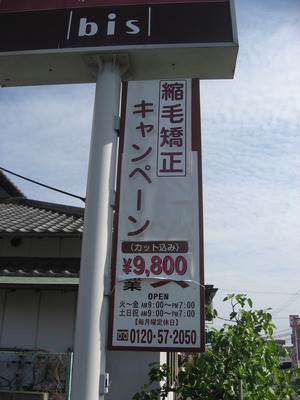 bis
縮毛矯正
キャンペーン
(カット込み)
¥9,800
業
OPEN
火〜金 AM9:00〜PM7:00
土日祝 AM9:00〜PM7:00
【毎月曜定休日】
0120-57-2050